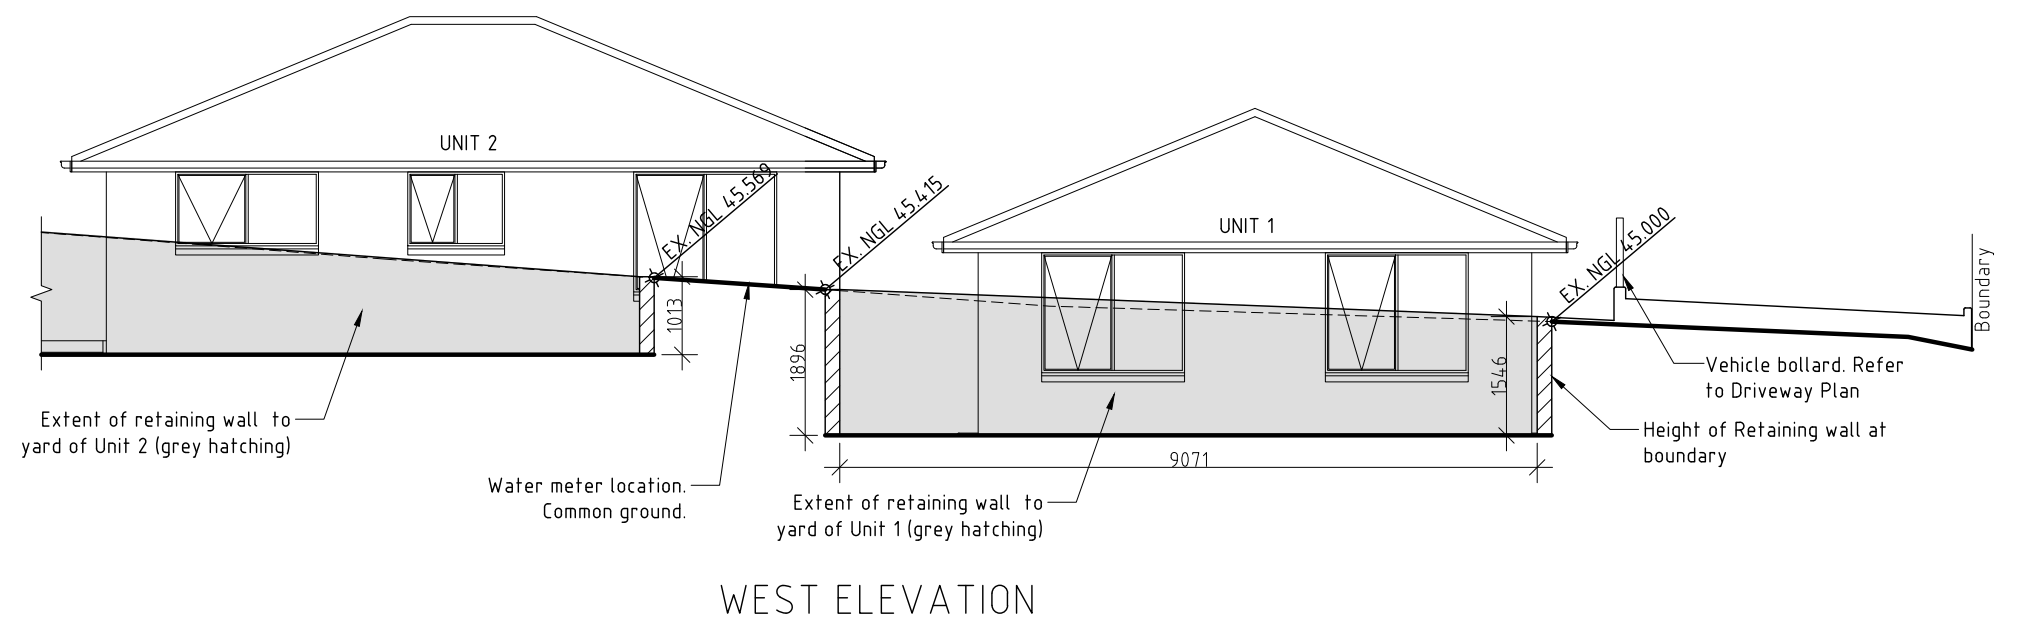 UNIT 2
EX. NGL 45.569
EX. NGL 45.415
UNIT 1
EX. NGL 45.000
Boundary
1013
1896
1546
Vehicle bollard. Refer
to Driveway Plan
Extent of retaining wall to
yard of Unit 2 (grey hatching)
Height of Retaining wall at
boundary
9071
Water meter location.
Common ground.
Extent of retaining wall to
yard of Unit 1 (grey hatching)
WEST ELEVATION